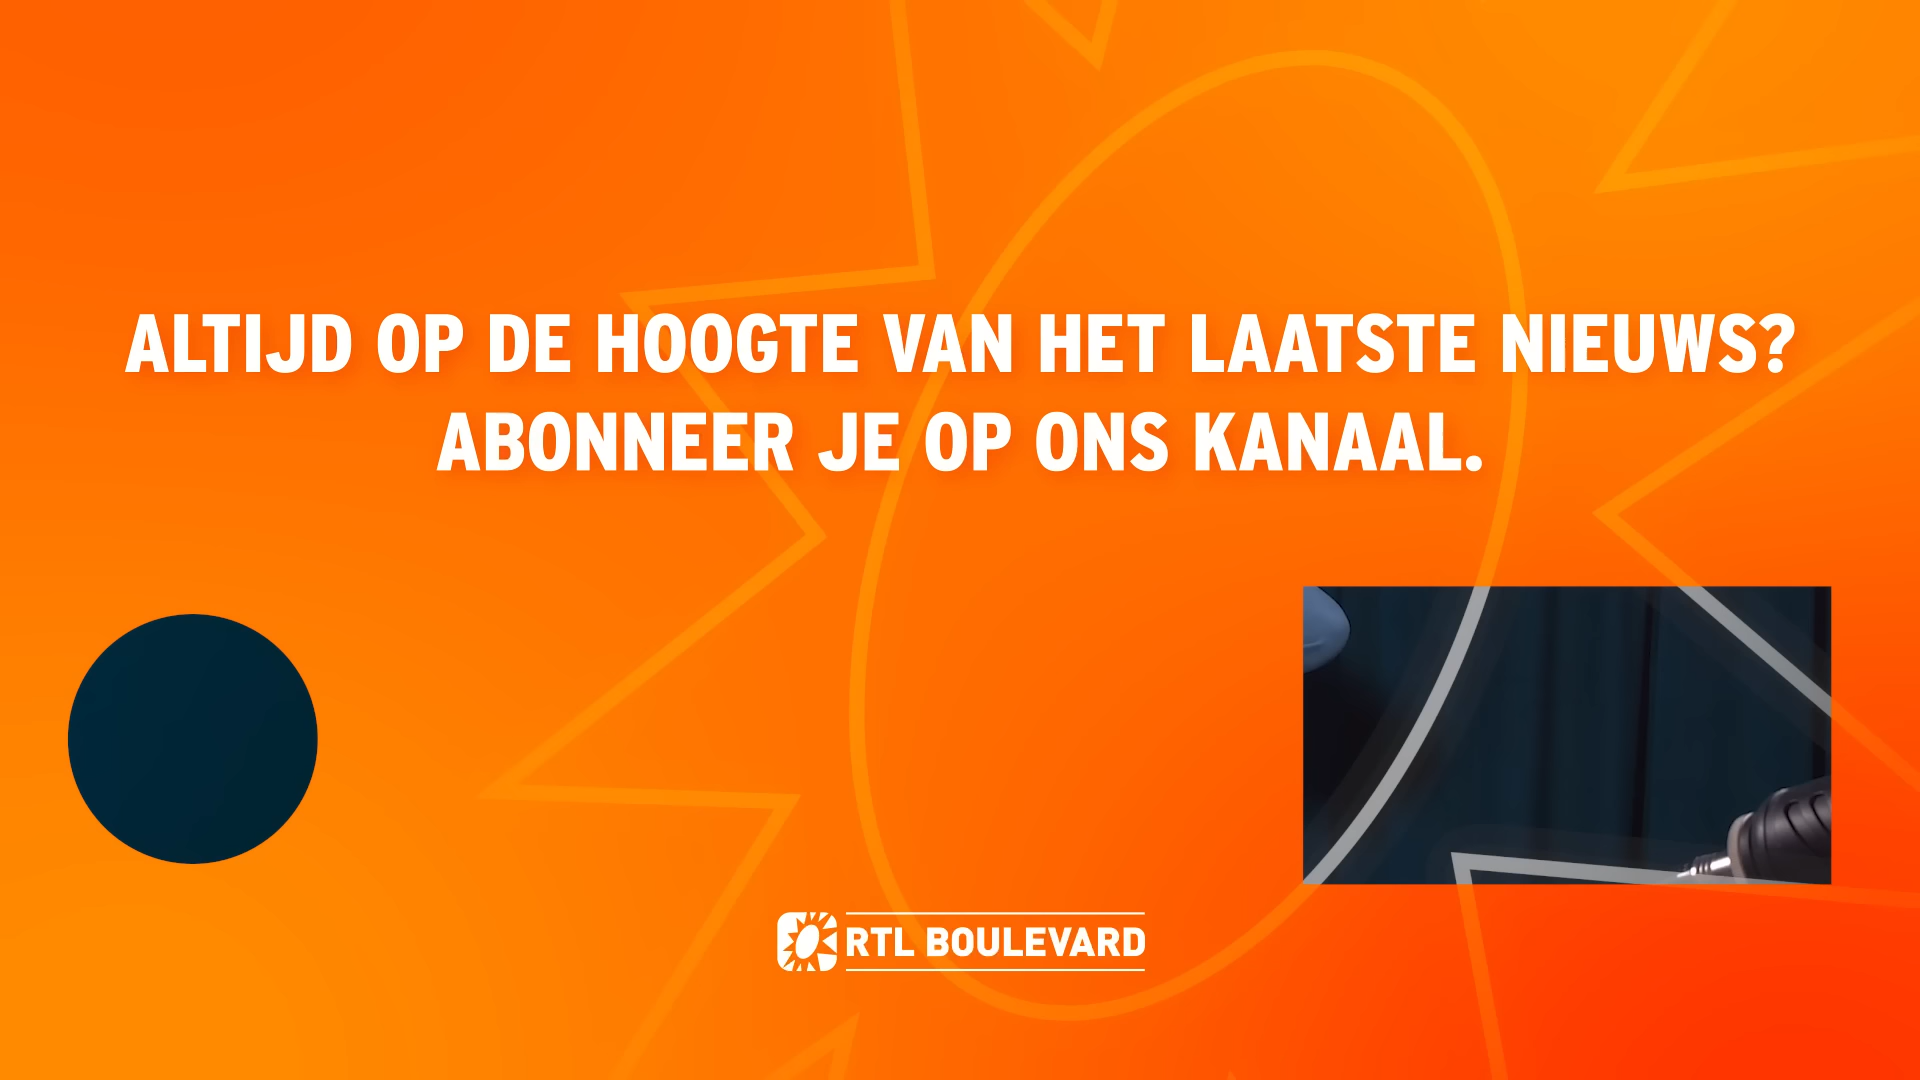 ALTIJD OP DE HOOGTE VAN HET LAATSTE NIEUWS?
ABONNEER JE OP ONS KANAAL.
RTL BOULEVARD